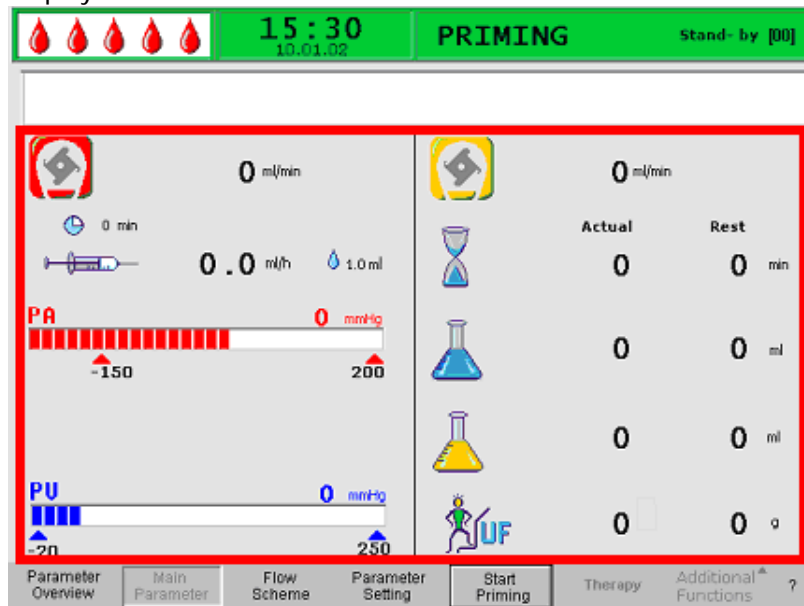 15:30
10.01.02
PRIMING
Stand- by [00]
0 ml/min
0 min
0.0 ml/h
1.0 ml
PA
0 mmHg
-150
200
PU
0 mmHg
-20
250
0 ml/min
Actual Rest
0 0 min
0 0 ml
0 0 ml
UF 0 0 g
Parameter Overview
Main Parameter
Flow Scheme
Parameter Setting
Start Priming
Therapy
Additional Functions
?